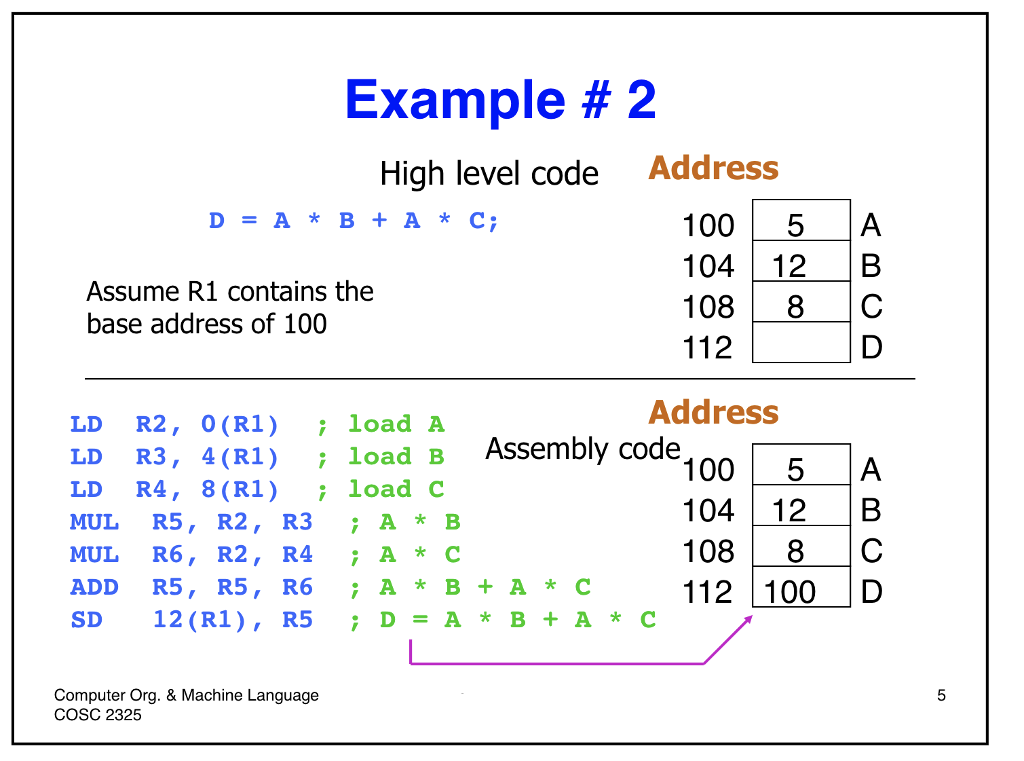 Example # 2
High level code
Address
D = A * B + A * C;
100 5 A
104 12 B
108 8 C
112 D
Assume R1 contains the
base address of 100
Address
Assembly code
LD R2, 0(R1) ; load A
LD R3, 4(R1) ; load B
LD R4, 8(R1) ; load C
MUL R5, R2, R3 ; A * B
MUL R6, R2, R4 ; A * C
ADD R5, R5, R6 ; A * B + A * C
SD 12(R1), R5 ; D = A * B + A * C
100 5 A
104 12 B
108 8 C
112 100 D
Computer Org. & Machine Language
COSC 2325
5